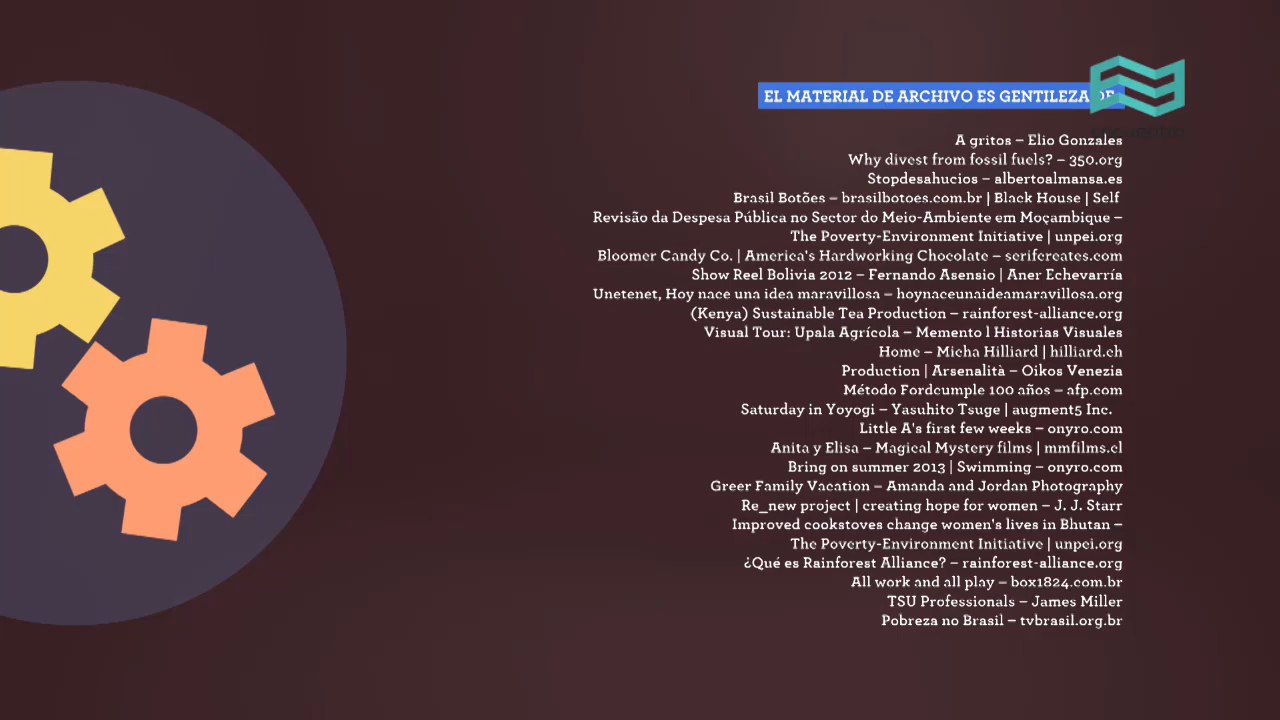 EL MATERIAL DE ARCHIVO ES GENTILEZA DE
encuentro
A gritos – Elio Gonzales
Why divest from fossil fuels? – 350.org
Stopdesahucios – albertoalmansa.es
Brasil Botões – brasilbotoes.com.br | Black House | Self
Revisão da Despesa Pública no Sector do Meio-Ambiente em Moçambique –
The Poverty-Environment Initiative | unpei.org
Bloomer Candy Co. | America's Hardworking Chocolate – serifcreates.com
Show Reel Bolivia 2012 – Fernando Asensio | Aner Echevarría
Unetenet, Hoy nace una idea maravillosa – hoynaceunaideamaravillosa.org
(Kenya) Sustainable Tea Production – rainforest-alliance.org
Visual Tour: Upala Agrícola – Memento l Historias Visuales
Home – Micha Hilliard | hilliard.ch
Production | Arsenalità – Oikos Venezia
Método Fordcumple 100 años – afp.com
Saturday in Yoyogi – Yasuhito Tsuge | augment5 Inc.
Little A's first few weeks – onyro.com
Anita y Elisa – Magical Mystery films | mmfilms.cl
Bring on summer 2013 | Swimming – onyro.com
Greer Family Vacation – Amanda and Jordan Photography
Re_new project | creating hope for women – J. J. Starr
Improved cookstoves change women's lives in Bhutan –
The Poverty-Environment Initiative | unpei.org
¿Qué es Rainforest Alliance? – rainforest-alliance.org
All work and all play – box1824.com.br
TSU Professionals – James Miller
Pobreza no Brasil – tvbrasil.org.br